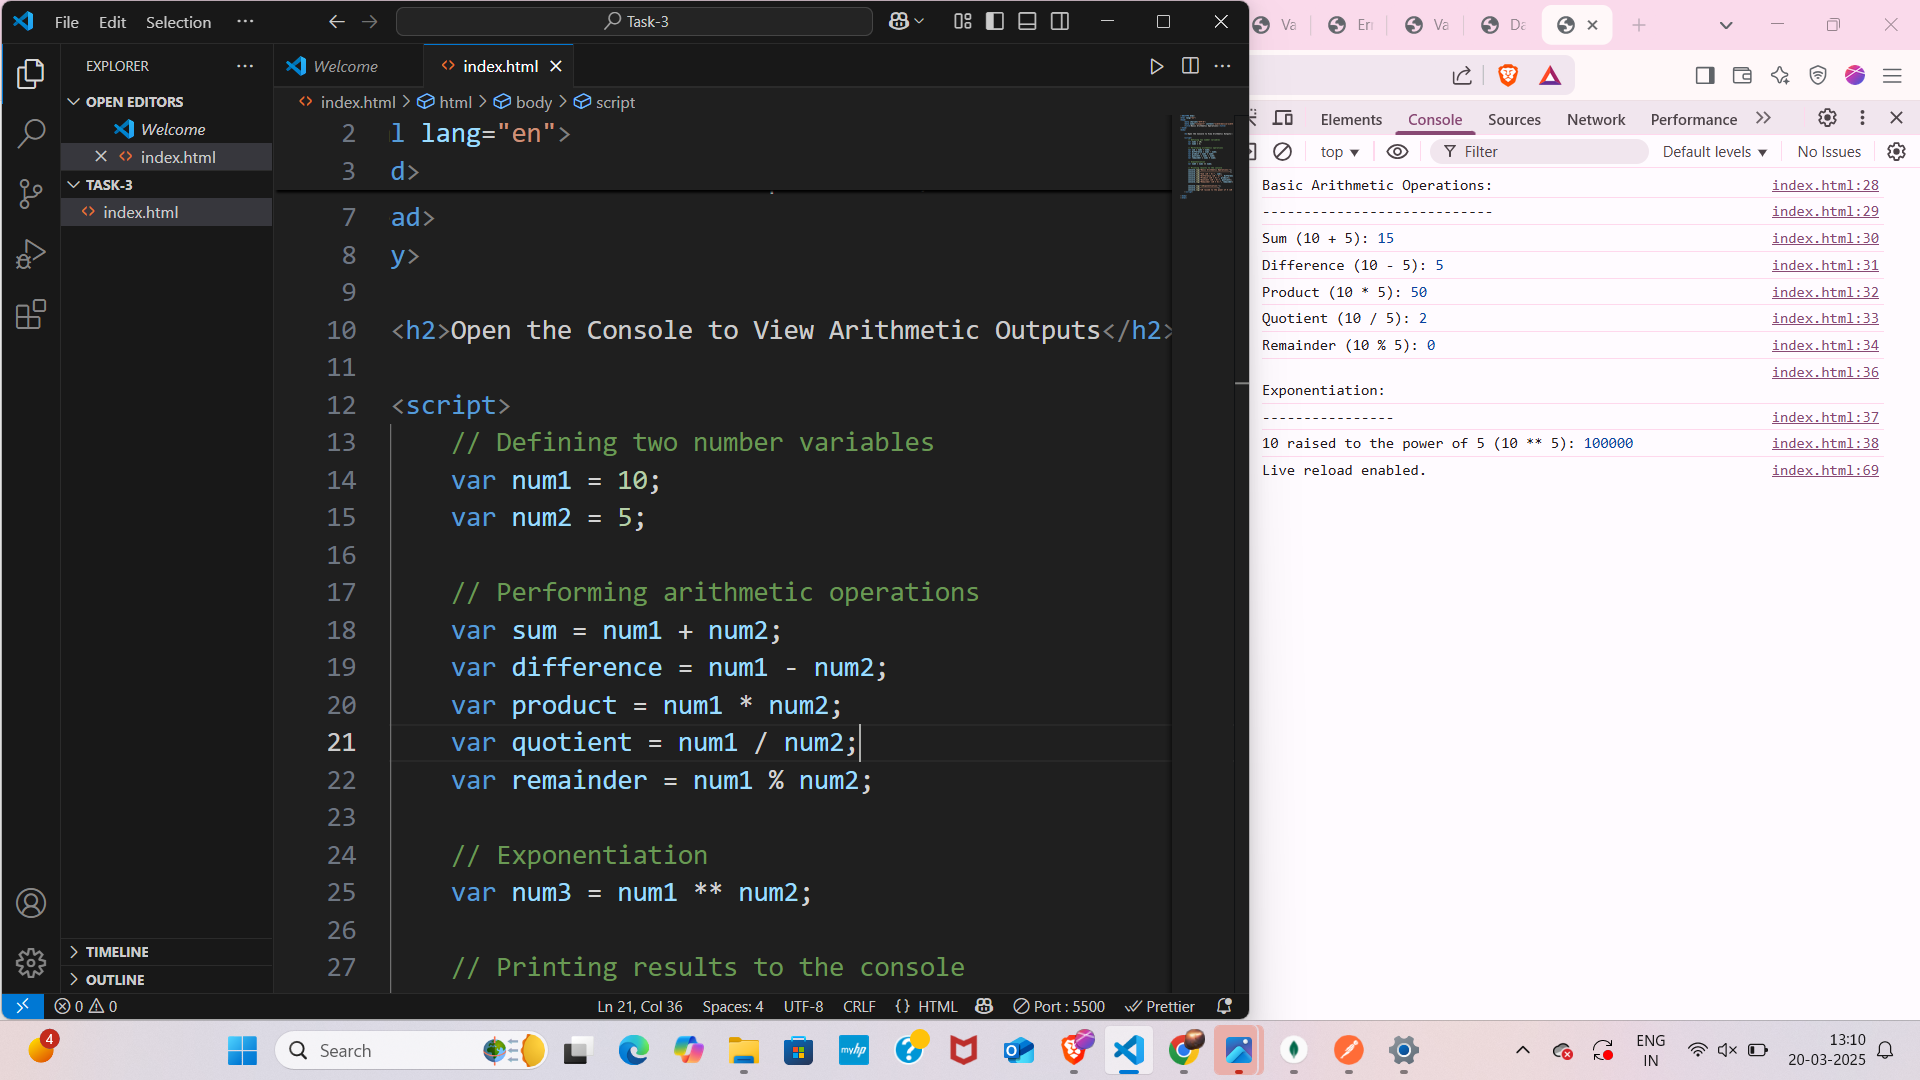 File Edit Selection ···
Task-3
EXPLORER
OPEN EDITORS
Welcome
index.html
TASK-3
index.html
TIMELINE
OUTLINE
Welcome
index.html
index.html > html > body > script
2 l lang="en">
3 d>
7 ad>
8 y>
9
10 <h2>Open the Console to View Arithmetic Outputs</h2>
11
12 <script>
13 // Defining two number variables
14 var num1 = 10;
15 var num2 = 5;
16
17 // Performing arithmetic operations
18 var sum = num1 + num2;
19 var difference = num1 - num2;
20 var product = num1 * num2;
21 var quotient = num1 / num2;
22 var remainder = num1 % num2;
23
24 // Exponentiation
25 var num3 = num1 ** num2;
26
27 // Printing results to the console
0 0
Ln 21, Col 36 Spaces: 4 UTF-8 CRLF {} HTML Port : 5500 Prettier
Va Er Va Da
Elements Console Sources Network Performance
top Filter Default levels No Issues
Basic Arithmetic Operations: index.html:28
---------------------------- index.html:29
Sum (10 + 5): 15 index.html:30
Difference (10 - 5): 5 index.html:31
Product (10 * 5): 50 index.html:32
Quotient (10 / 5): 2 index.html:33
Remainder (10 % 5): 0 index.html:34
index.html:36
Exponentiation:
---------------- index.html:37
10 raised to the power of 5 (10 ** 5): 100000 index.html:38
Live reload enabled. index.html:69
4
Search
myhp
ENG
IN
13:10
20-03-2025